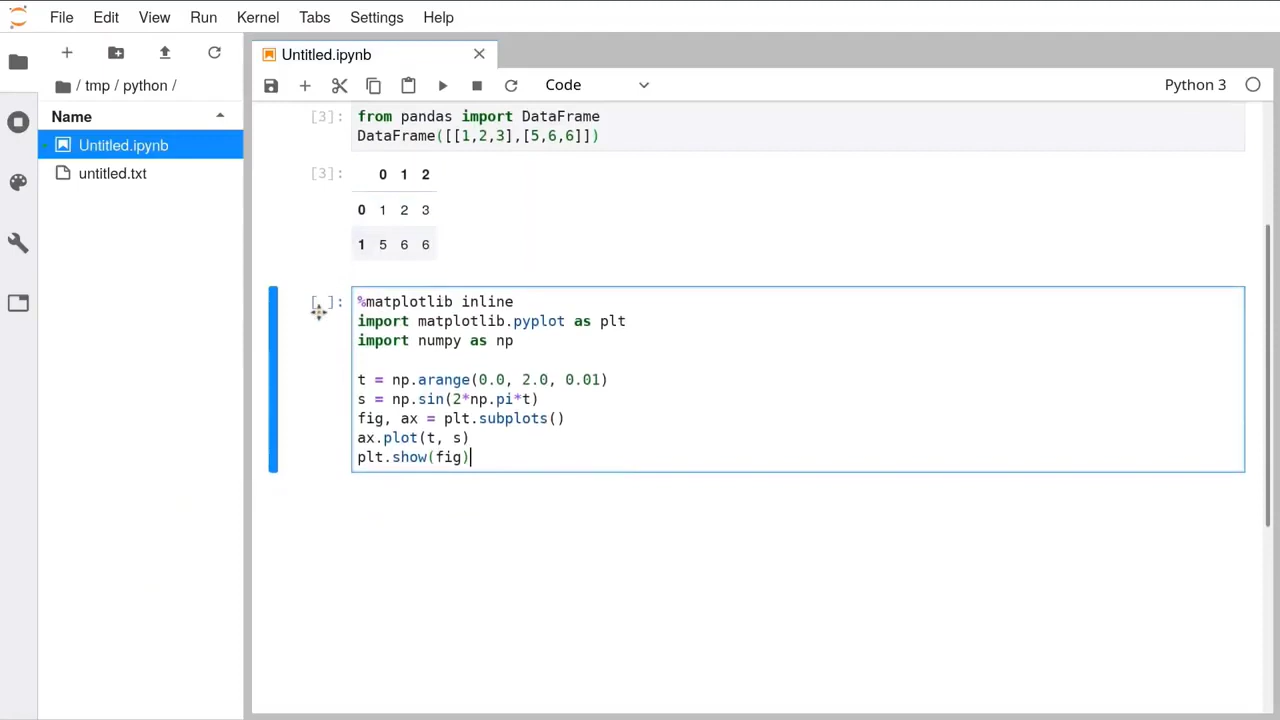 File Edit View Run Kernel Tabs Settings Help
/ tmp / python /
Name
Untitled.ipynb
untitled.txt
Untitled.ipynb
Code
Python 3
[3]: from pandas import DataFrame
DataFrame([[1,2,3],[5,6,6]])
[3]: 0 1 2
0 1 2 3
1 5 6 6
[ ]: %matplotlib inline
import matplotlib.pyplot as plt
import numpy as np
t = np.arange(0.0, 2.0, 0.01)
s = np.sin(2*np.pi*t)
fig, ax = plt.subplots()
ax.plot(t, s)
plt.show(fig)